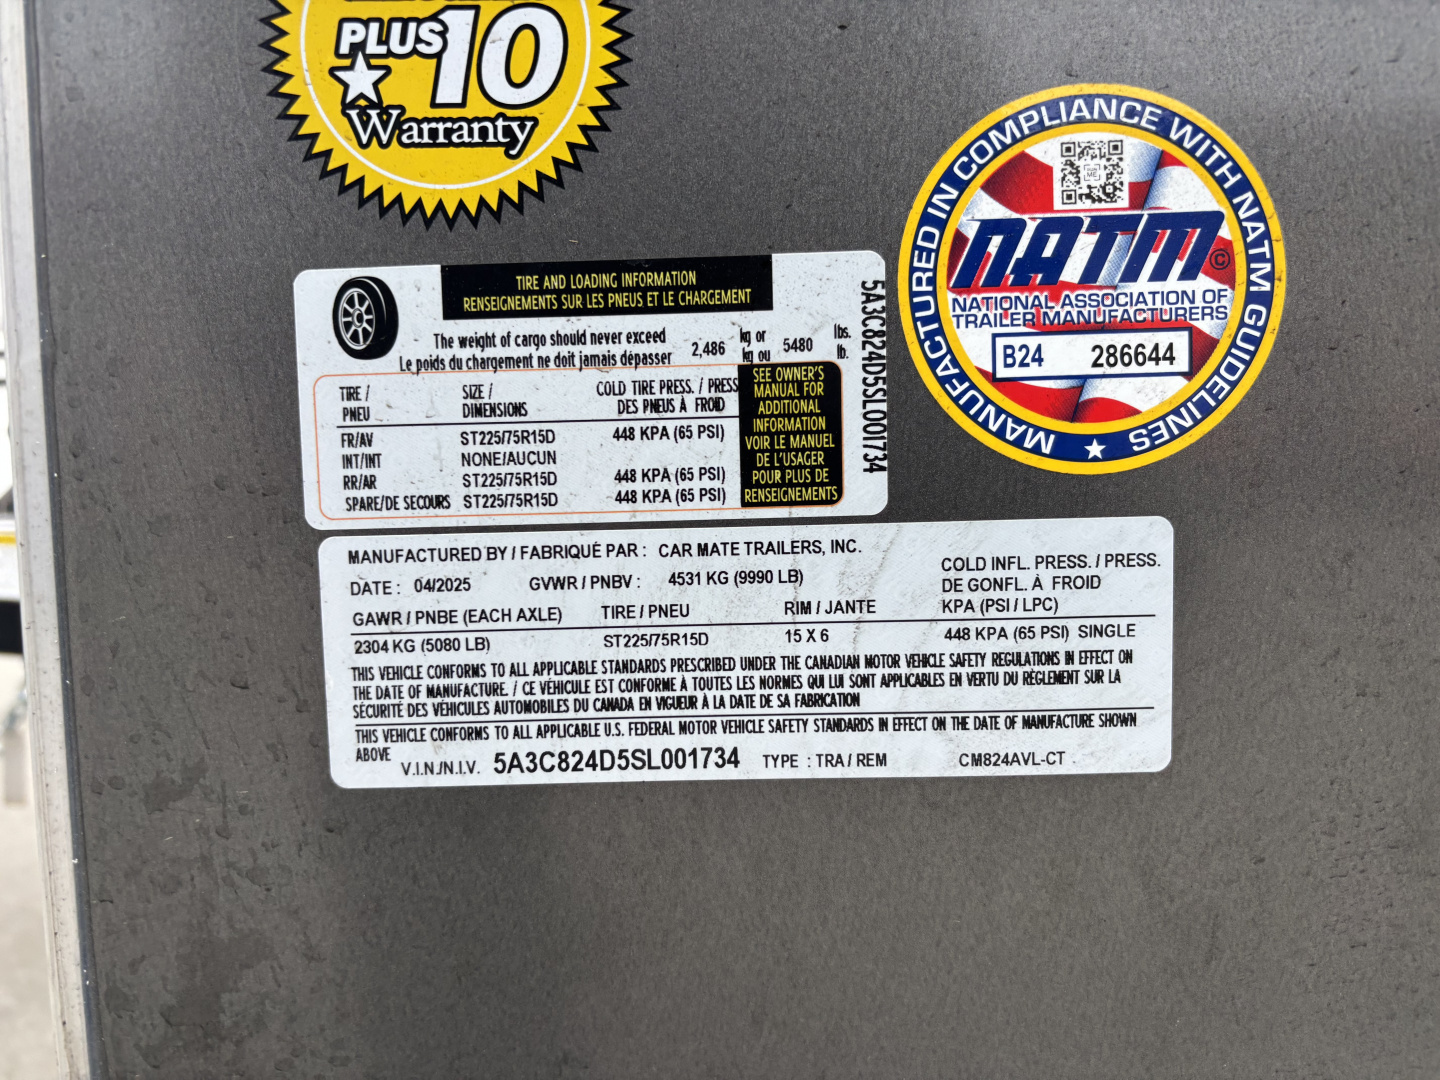 PLUS 10
Warranty
MANUFACTURED IN COMPLIANCE WITH NATM GUIDELINES
NATM ©
NATIONAL ASSOCIATION OF
TRAILER MANUFACTURERS
B24 286644
TIRE AND LOADING INFORMATION
RENSEIGNEMENTS SUR LES PNEUS ET LE CHARGEMENT
The weight of cargo should never exceed kg or lbs.
Le poids du chargement ne doit jamais dépasser 2,486 kg ou 5480 lb.
TIRE / SIZE / COLD TIRE PRESS. / PRESS
PNEU DIMENSIONS DES PNEUS À FROID
FR/AV ST225/75R15D 448 KPA (65 PSI)
INT/INT NONE/AUCUN
RR/AR ST225/75R15D 448 KPA (65 PSI)
SPARE/DE SECOURS ST225/75R15D 448 KPA (65 PSI)
SEE OWNER'S
MANUAL FOR
ADDITIONAL
INFORMATION
VOIR LE MANUEL
DE L'USAGER
POUR PLUS DE
RENSEIGNEMENTS
5A3C824D5SL001734
MANUFACTURED BY / FABRIQUÉ PAR : CAR MATE TRAILERS, INC.
DATE : 04/2025 GVWR / PNBV : 4531 KG (9990 LB)
COLD INFL. PRESS. / PRESS.
DE GONFL. À FROID
GAWR / PNBE (EACH AXLE) TIRE / PNEU RIM / JANTE KPA (PSI / LPC)
2304 KG (5080 LB) ST225/75R15D 15 X 6 448 KPA (65 PSI) SINGLE
THIS VEHICLE CONFORMS TO ALL APPLICABLE STANDARDS PRESCRIBED UNDER THE CANADIAN MOTOR VEHICLE SAFETY REGULATIONS IN EFFECT ON
THE DATE OF MANUFACTURE. / CE VÉHICULE EST CONFORME À TOUTES LES NORMES QUI LUI SONT APPLICABLES EN VERTU DU RÈGLEMENT SUR LA
SÉCURITÉ DES VÉHICULES AUTOMOBILES DU CANADA EN VIGUEUR À LA DATE DE SA FABRICATION
THIS VEHICLE CONFORMS TO ALL APPLICABLE U.S. FEDERAL MOTOR VEHICLE SAFETY STANDARDS IN EFFECT ON THE DATE OF MANUFACTURE SHOWN
ABOVE
V.I.N./N.I.V. 5A3C824D5SL001734 TYPE : TRA / REM CM824AVL-CT